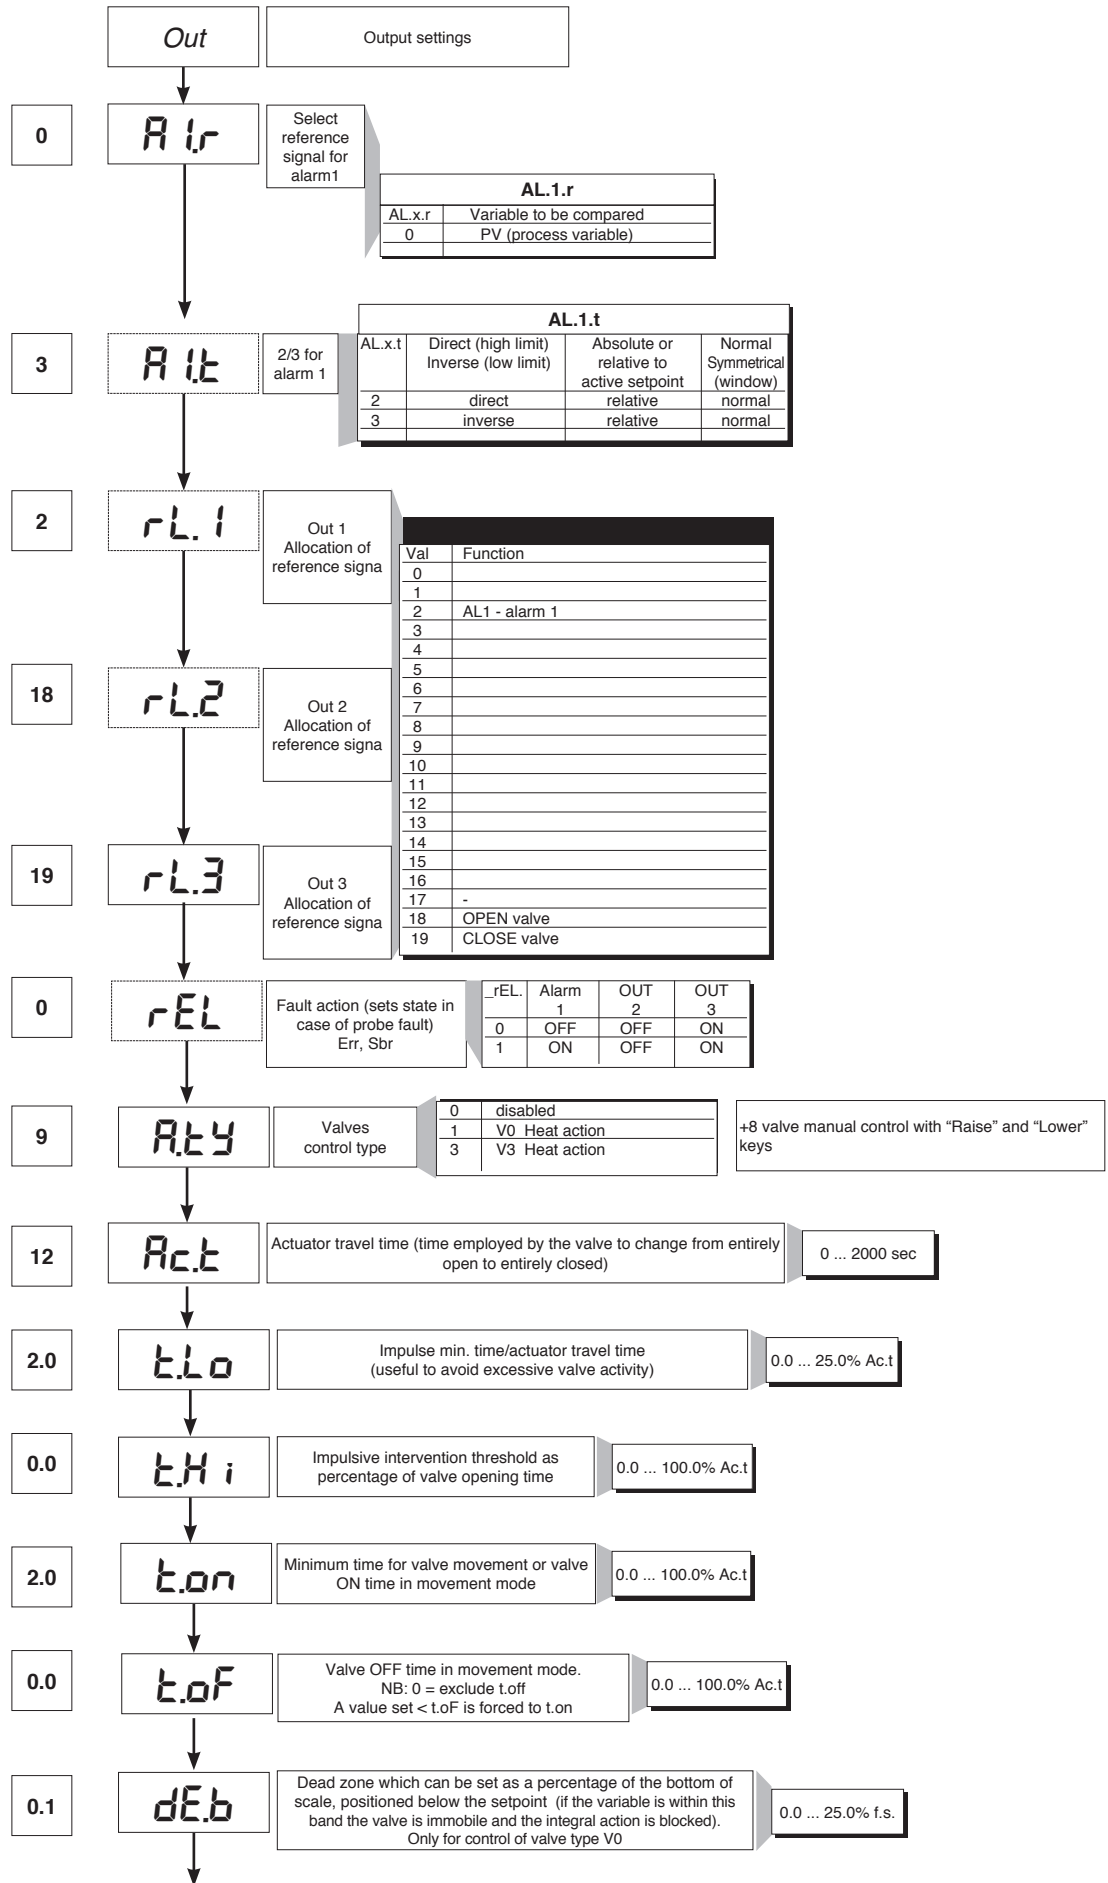 Out
Output settings
0
A1.r
Select
reference
signal for
alarm1
AL.1.r
AL.x.r Variable to be compared
0 PV (process variable)
3
A1.t
2/3 for
alarm 1
AL.1.t
AL.x.t Direct (high limit) Absolute or Normal
Inverse (low limit) relative to Symmetrical
active setpoint (window)
2 direct relative normal
3 inverse relative normal
2
rL.1
Out 1
Allocation of
reference signa
Val Function
0
1
2 AL1 - alarm 1
3
4
5
6
7
8
9
10
11
12
13
14
15
16
17 -
18 OPEN valve
19 CLOSE valve
18
rL.2
Out 2
Allocation of
reference signa
19
rL.3
Out 3
Allocation of
reference signa
0
rEL
Fault action (sets state in
case of probe fault)
Err, Sbr
_rEL. Alarm OUT OUT
1 2 3
0 OFF OFF ON
1 ON OFF ON
9
A.tY
Valves
control type
0 disabled
1 V0 Heat action
3 V3 Heat action
+8 valve manual control with “Raise” and “Lower”
keys
12
Ac.t
Actuator travel time (time employed by the valve to change from entirely
open to entirely closed)
0 ... 2000 sec
2.0
t.Lo
Impulse min. time/actuator travel time
(useful to avoid excessive valve activity)
0.0 ... 25.0% Ac.t
0.0
t.Hi
Impulsive intervention threshold as
percentage of valve opening time
0.0 ... 100.0% Ac.t
2.0
t.on
Minimum time for valve movement or valve
ON time in movement mode
0.0 ... 100.0% Ac.t
0.0
t.oF
Valve OFF time in movement mode.
NB: 0 = exclude t.off
A value set < t.oF is forced to t.on
0.0 ... 100.0% Ac.t
0.1
dE.b
Dead zone which can be set as a percentage of the bottom of
scale, positioned below the setpoint (if the variable is within this
band the valve is immobile and the integral action is blocked).
Only for control of valve type V0
0.0 ... 25.0% f.s.